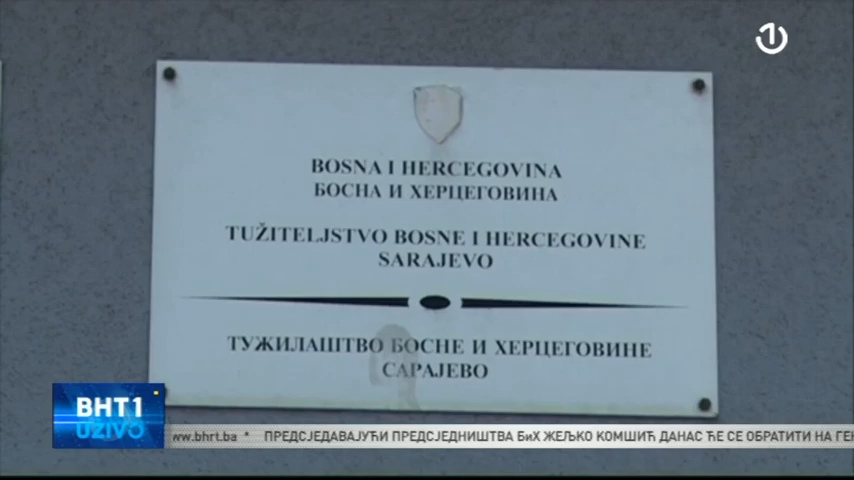 BOSNA I HERCEGOVINA
БОСНА И ХЕРЦЕГОВИНА
TUŽITELJSTVO BOSNE I HERCEGOVINE
SARAJEVO
ТУЖИЛАШТВО БОСНЕ И ХЕРЦЕГОВИНЕ
САРАЈЕВО
BHT1
UŽIVO
www.bhrt.ba * ПРЕДСЈЕДАВАЈУЋИ ПРЕДСЈЕДНИШТВА БиХ ЖЕЉКО КОМШИЋ ДАНАС ЋЕ СЕ ОБРАТИТИ НА